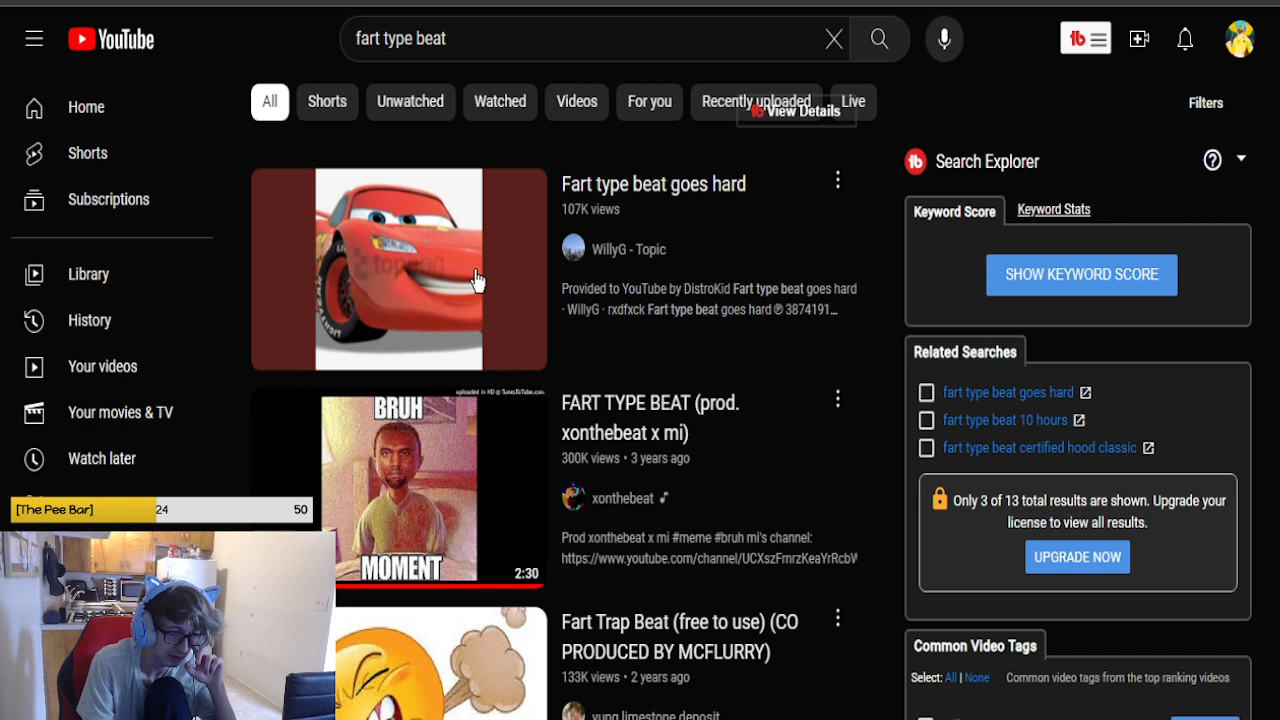 YouTube
fart type beat
All
Shorts
Unwatched
Watched
Videos
For you
Recently uploaded
Live
View Details
Filters
Home
Shorts
Subscriptions
Library
History
Your videos
Your movies & TV
Watch later
[The Pee Bar] 24 50
Fart type beat goes hard
107K views
WillyG - Topic
Provided to YouTube by DistroKid Fart type beat goes hard
· WillyG · rxdfxck Fart type beat goes hard ℗ 3874191...
uploaded in HD @ TunesToTube.com
BRUH
MOMENT
2:30
FART TYPE BEAT (prod.
xonthebeat x mi)
300K views • 3 years ago
xonthebeat
Prod xonthebeat x mi #meme #bruh mi's channel:
Fart Trap Beat (free to use) (CO
PRODUCED BY MCFLURRY)
133K views • 2 years ago
yung limestone deposit
Search Explorer
Keyword Score
Keyword Stats
SHOW KEYWORD SCORE
Related Searches
fart type beat goes hard
fart type beat 10 hours
fart type beat certified hood classic
Only 3 of 13 total results are shown. Upgrade your
license to view all results.
UPGRADE NOW
Common Video Tags
Select: All | None
Common video tags from the top ranking videos